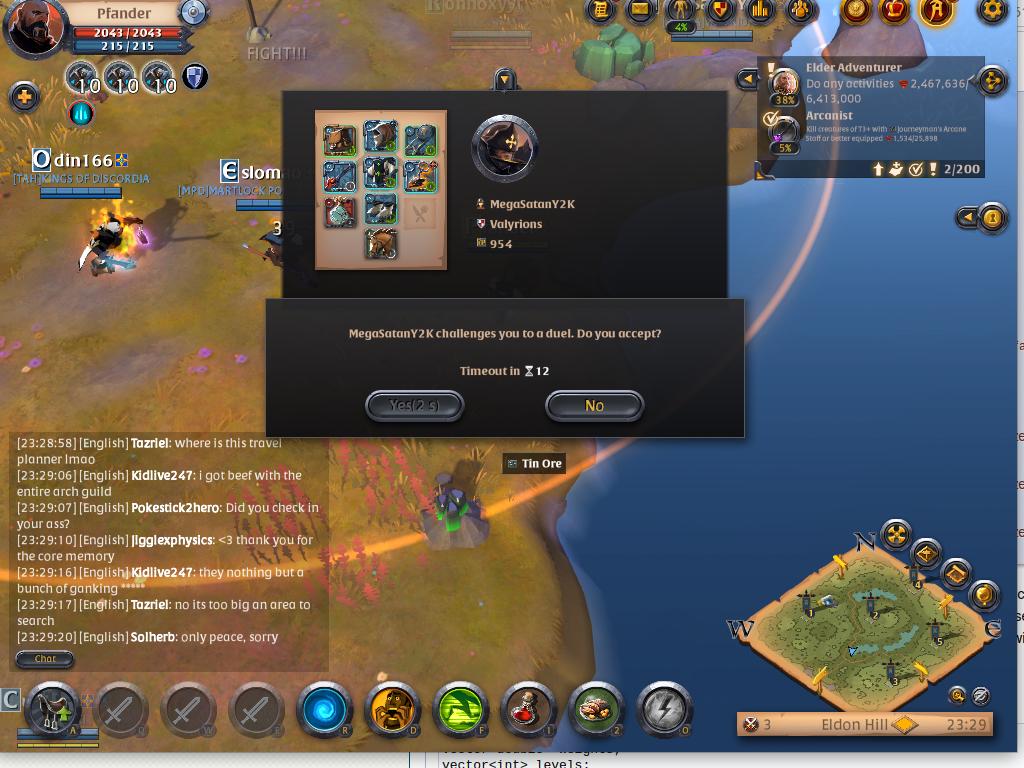 Pfander
2043 / 2043
215 / 215
10
10
10
FIGHT!!!
4%
Elder Adventurer
Do any activities 2,467,636/
6,413,000
38%
Arcanist
Kill creatures of T3+ with Journeyman's Arcane
Staff or better equipped 1,534/25,898
5%
2/200
Odin166
[TAH]KINGS OF DISCORDIA
MegaSatanY2K
Valyrions
954
MegaSatanY2K challenges you to a duel. Do you accept?
Timeout in 12
Yes(2 s)
No
Tin Ore
[23:28:58] [English] Tazriel: where is this travel
planner lmao
[23:29:06] [English] Kidlive247: i got beef with the
entire arch guild
[23:29:07] [English] Pokestick2hero: Did you check in
your ass?
[23:29:10] [English] Jigglexphysics: <3 thank you for
the core memory
[23:29:16] [English] Kidlive247: they nothing but a
bunch of ganking *****
[23:29:17] [English] Tazriel: no its too big an area to
search
[23:29:20] [English] Solherb: only peace, sorry
Chat
N
W
E
1
2
3
4
5
C
A
Q
W
E
R
D
F
1
2
O
3
Eldon Hill
23:29
vector<int> levels;